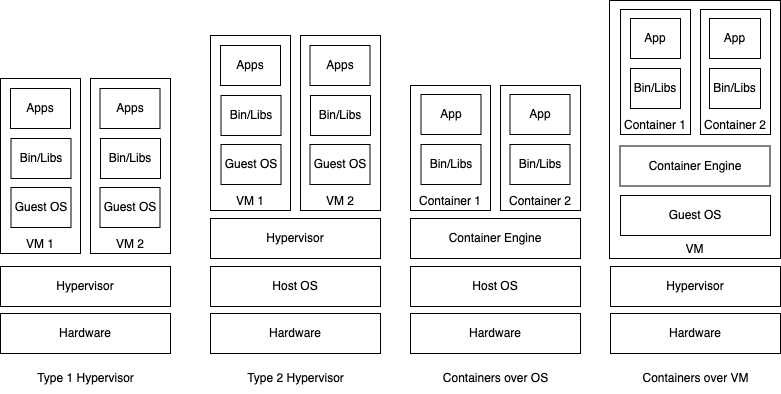 Apps
Bin/Libs
Guest OS
VM 1
Apps
Bin/Libs
Guest OS
VM 2
Hypervisor
Hardware
Type 1 Hypervisor
Apps
Bin/Libs
Guest OS
VM 1
Apps
Bin/Libs
Guest OS
VM 2
Hypervisor
Host OS
Hardware
Type 2 Hypervisor
App
Bin/Libs
Container 1
App
Bin/Libs
Container 2
Container Engine
Host OS
Hardware
Containers over OS
App
Bin/Libs
Container 1
App
Bin/Libs
Container 2
Container Engine
Guest OS
VM
Hypervisor
Hardware
Containers over VM